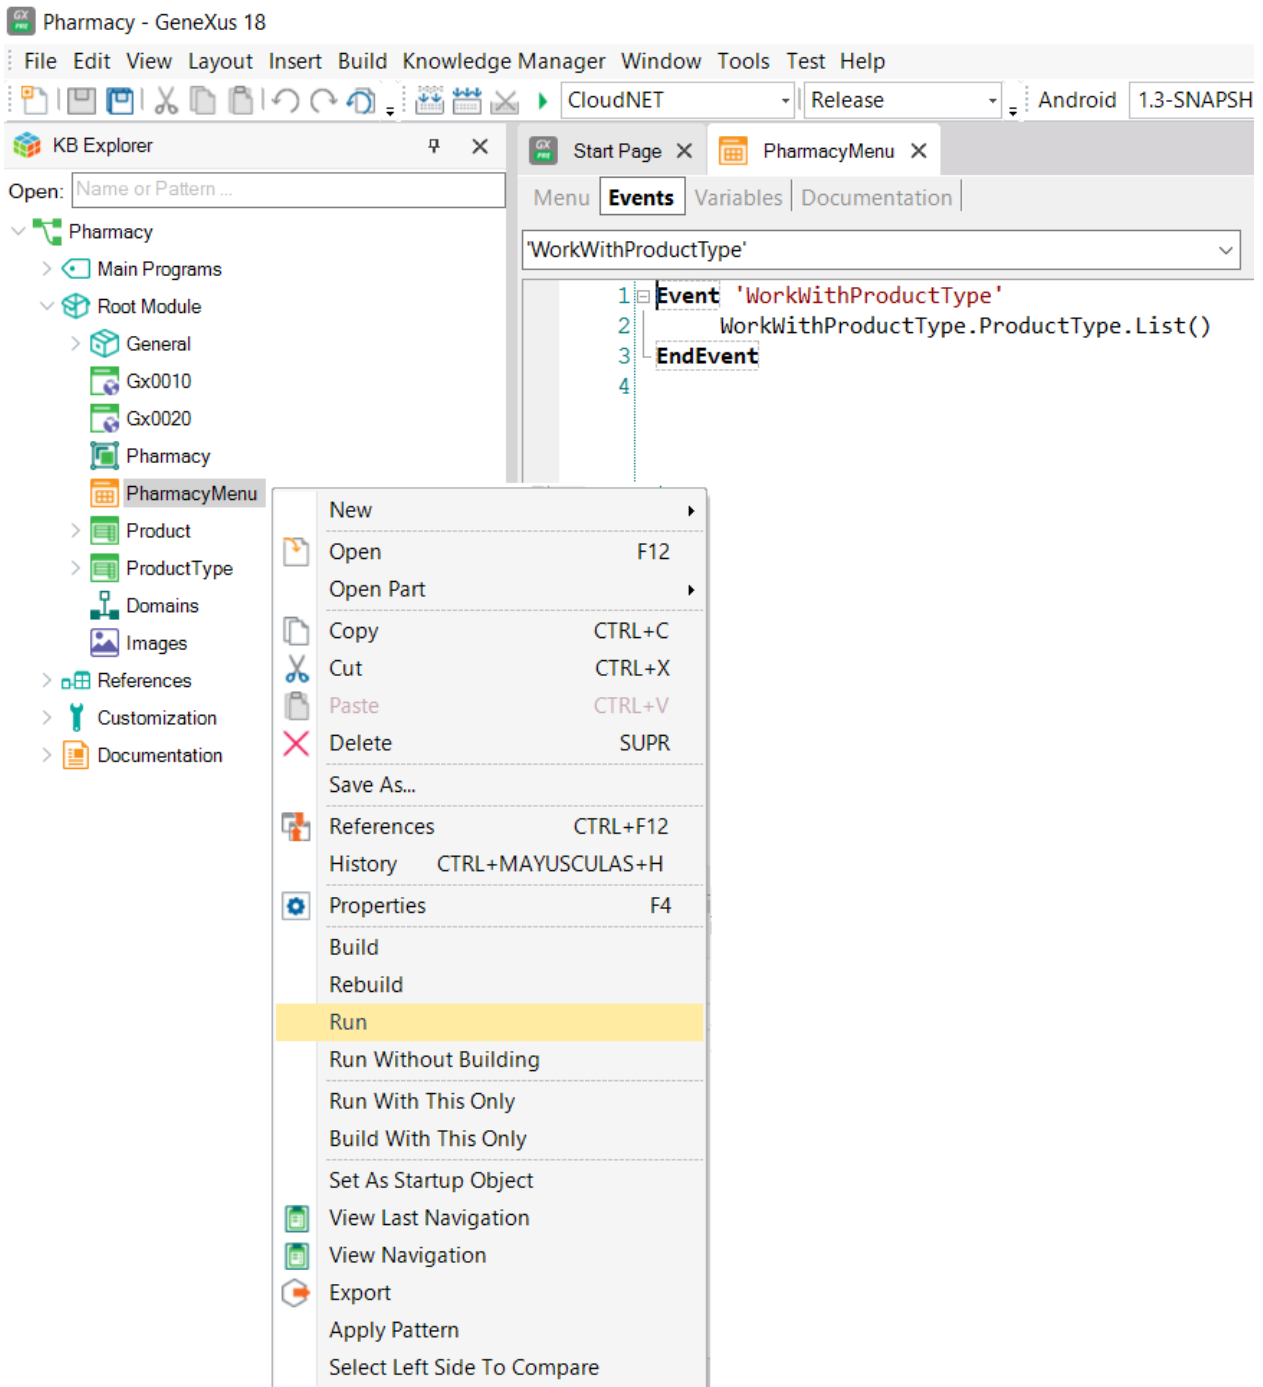 Pharmacy - GeneXus 18
File Edit View Layout Insert Build Knowledge Manager Window Tools Test Help
CloudNET Release Android 1.3-SNAPSH
KB Explorer
Open: Name or Pattern ...
Pharmacy
Main Programs
Root Module
General
Gx0010
Gx0020
Pharmacy
PharmacyMenu
Product
ProductType
Domains
Images
References
Customization
Documentation
Start Page PharmacyMenu
Menu Events Variables Documentation
'WorkWithProductType'
1 Event 'WorkWithProductType'
2 WorkWithProductType.ProductType.List()
3 EndEvent
4
New
Open F12
Open Part
Copy CTRL+C
Cut CTRL+X
Paste CTRL+V
Delete SUPR
Save As...
References CTRL+F12
History CTRL+MAYUSCULAS+H
Properties F4
Build
Rebuild
Run
Run Without Building
Run With This Only
Build With This Only
Set As Startup Object
View Last Navigation
View Navigation
Export
Apply Pattern
Select Left Side To Compare